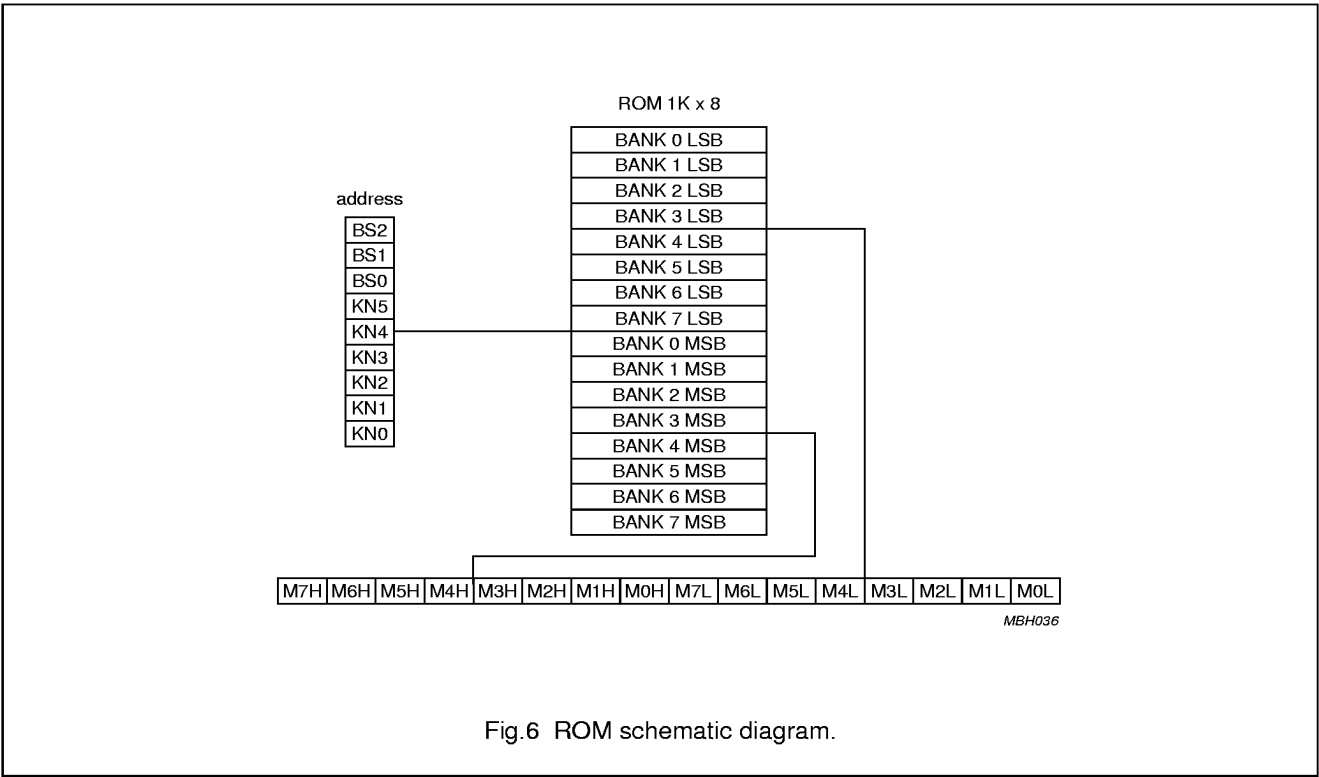 ROM 1K x 8
BANK 0 LSB
BANK 1 LSB
BANK 2 LSB
BANK 3 LSB
BANK 4 LSB
BANK 5 LSB
BANK 6 LSB
BANK 7 LSB
BANK 0 MSB
BANK 1 MSB
BANK 2 MSB
BANK 3 MSB
BANK 4 MSB
BANK 5 MSB
BANK 6 MSB
BANK 7 MSB
address
BS2
BS1
BS0
KN5
KN4
KN3
KN2
KN1
KN0
M7H M6H M5H M4H M3H M2H M1H M0H M7L M6L M5L M4L M3L M2L M1L M0L
MBH036
Fig.6 ROM schematic diagram.